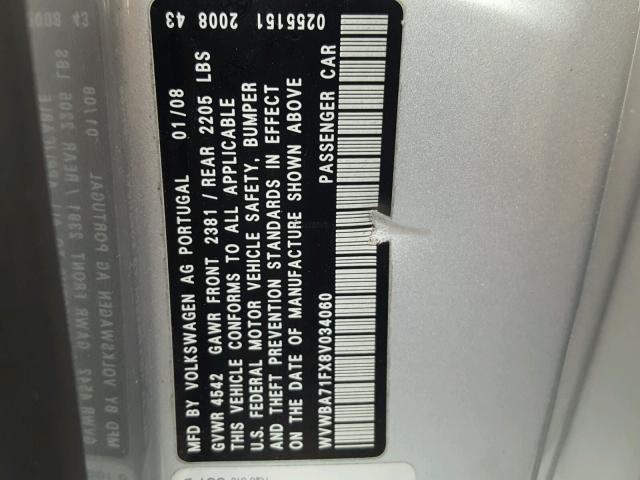 2008 43 0255151
MFD BY VOLKSWAGEN AG PORTUGAL 01/08
GVWR 4542 GAWR FRONT 2381 / REAR 2205 LBS
THIS VEHICLE CONFORMS TO ALL APPLICABLE
U.S. FEDERAL MOTOR VEHICLE SAFETY, BUMPER
AND THEFT PREVENTION STANDARDS IN EFFECT
ON THE DATE OF MANUFACTURE SHOWN ABOVE
WVWBA71FX8V034060 PASSENGER CAR